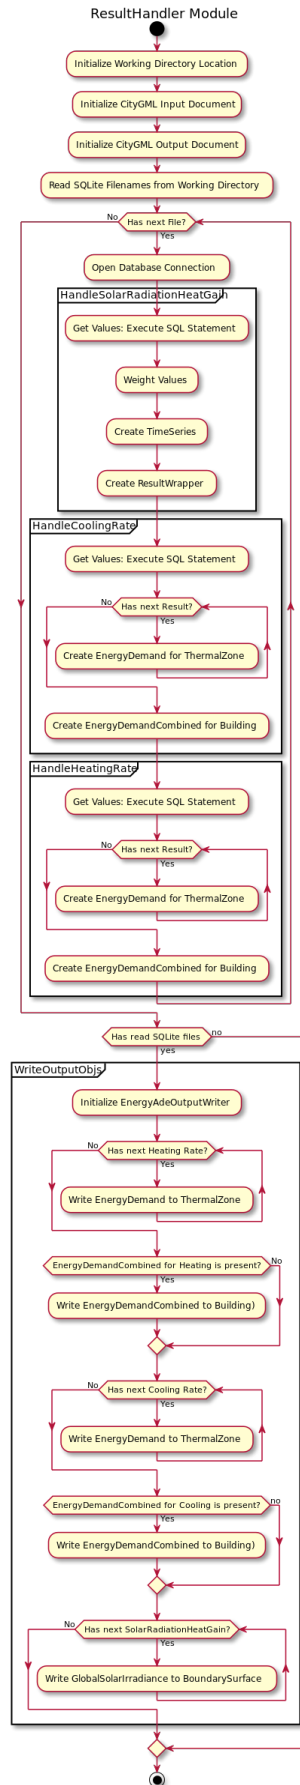 ResultHandler Module
Initialize Working Directory Location
Initialize CityGML Input Document
Initialize CityGML Output Document
Read SQLite Filenames from Working Directory
No
Has next File?
Yes
Open Database Connection
HandleSolarRadiationHeatGain
Get Values: Execute SQL Statement
Weight Values
Create TimeSeries
Create ResultWrapper
HandleCoolingRate
Get Values: Execute SQL Statement
No
Has next Result?
Yes
Create EnergyDemand for ThermalZone
Create EnergyDemandCombined for Building
HandleHeatingRate
Get Values: Execute SQL Statement
No
Has next Result?
Yes
Create EnergyDemand for ThermalZone
Create EnergyDemandCombined for Building
Has read SQLite files
no
yes
WriteOutputObjs
Initialize EnergyAdeOutputWriter
No
Has next Heating Rate?
Yes
Write EnergyDemand to ThermalZone
EnergyDemandCombined for Heating is present?
No
Yes
Write EnergyDemandCombined to Building)
No
Has next Cooling Rate?
Yes
Write EnergyDemand to ThermalZone
EnergyDemandCombined for Cooling is present?
no
Yes
Write EnergyDemandCombined to Building)
No
Has next SolarRadiationHeatGain?
Yes
Write GlobalSolarIrradiance to BoundarySurface